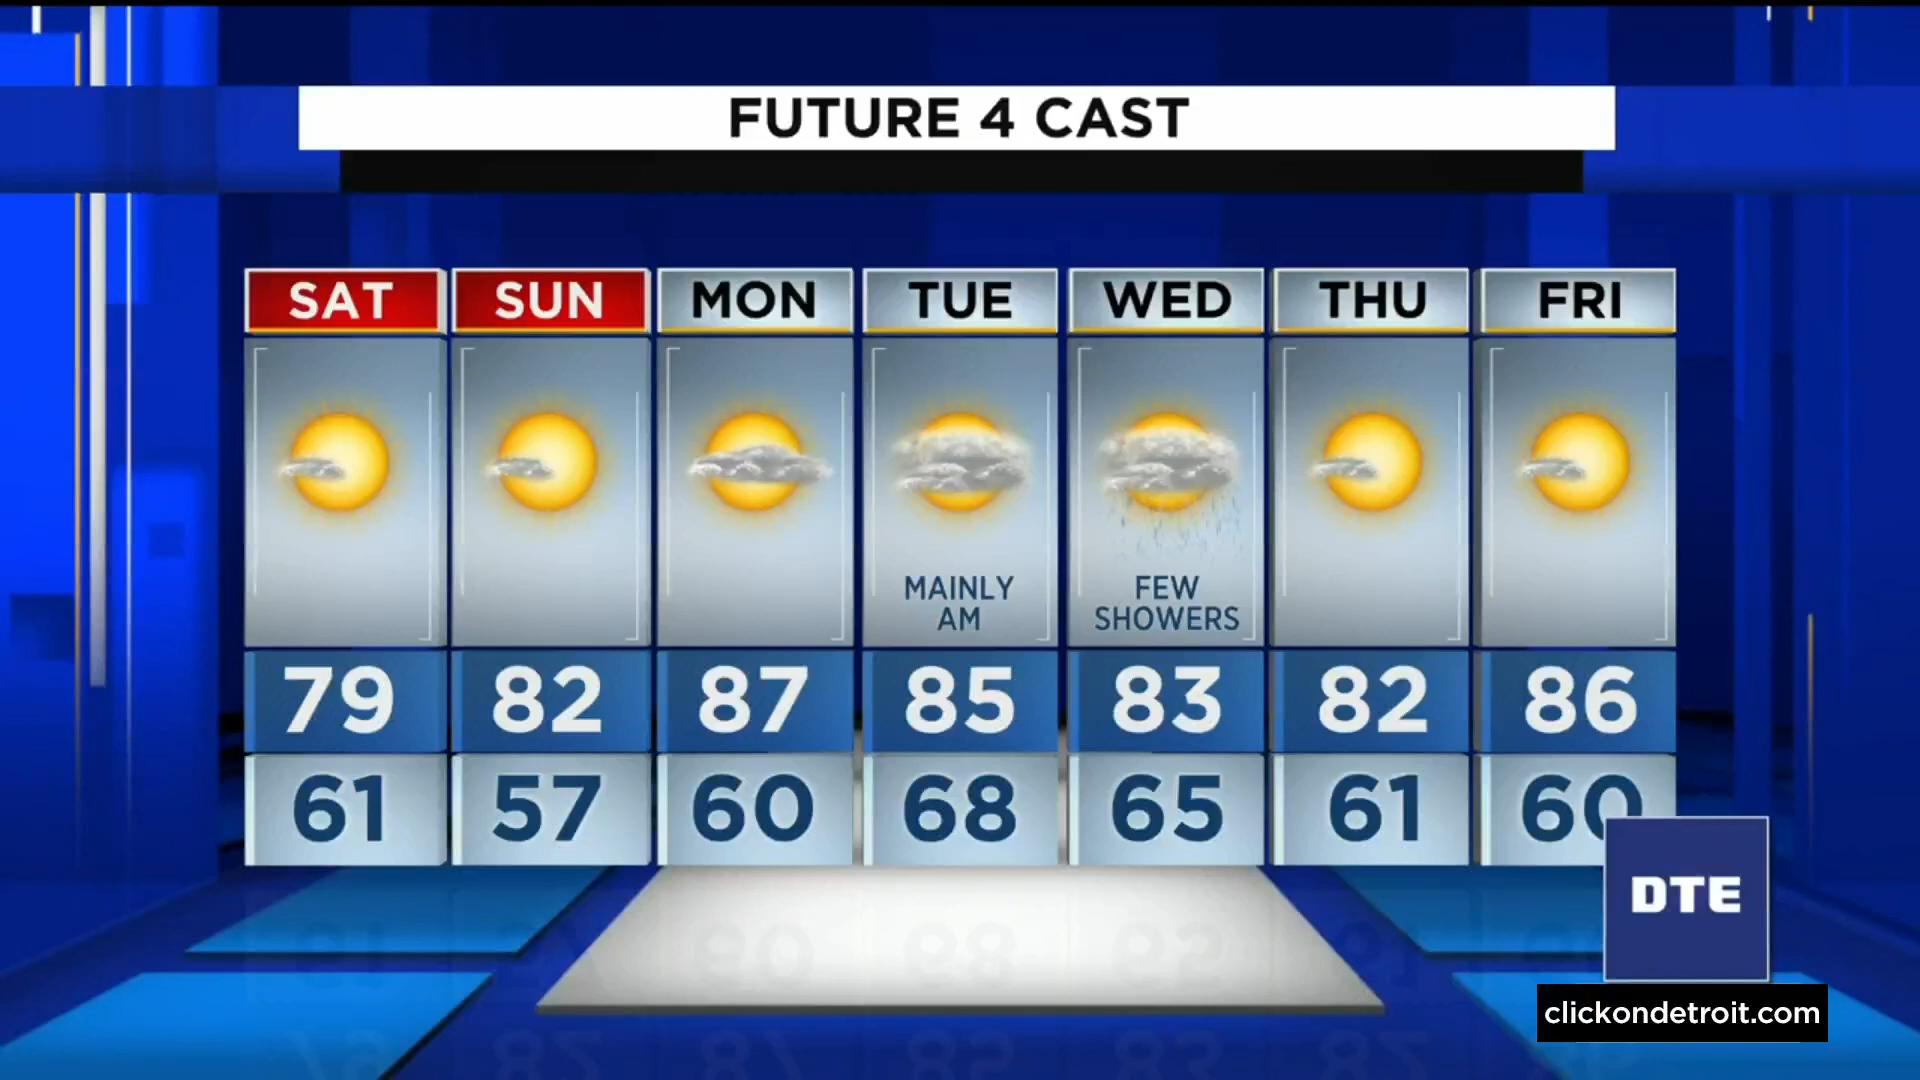 FUTURE 4 CAST
SAT SUN MON TUE WED THU FRI
MAINLY AM
FEW SHOWERS
79 82 87 85 83 82 86
61 57 60 68 65 61 60
DTE
clickondetroit.com